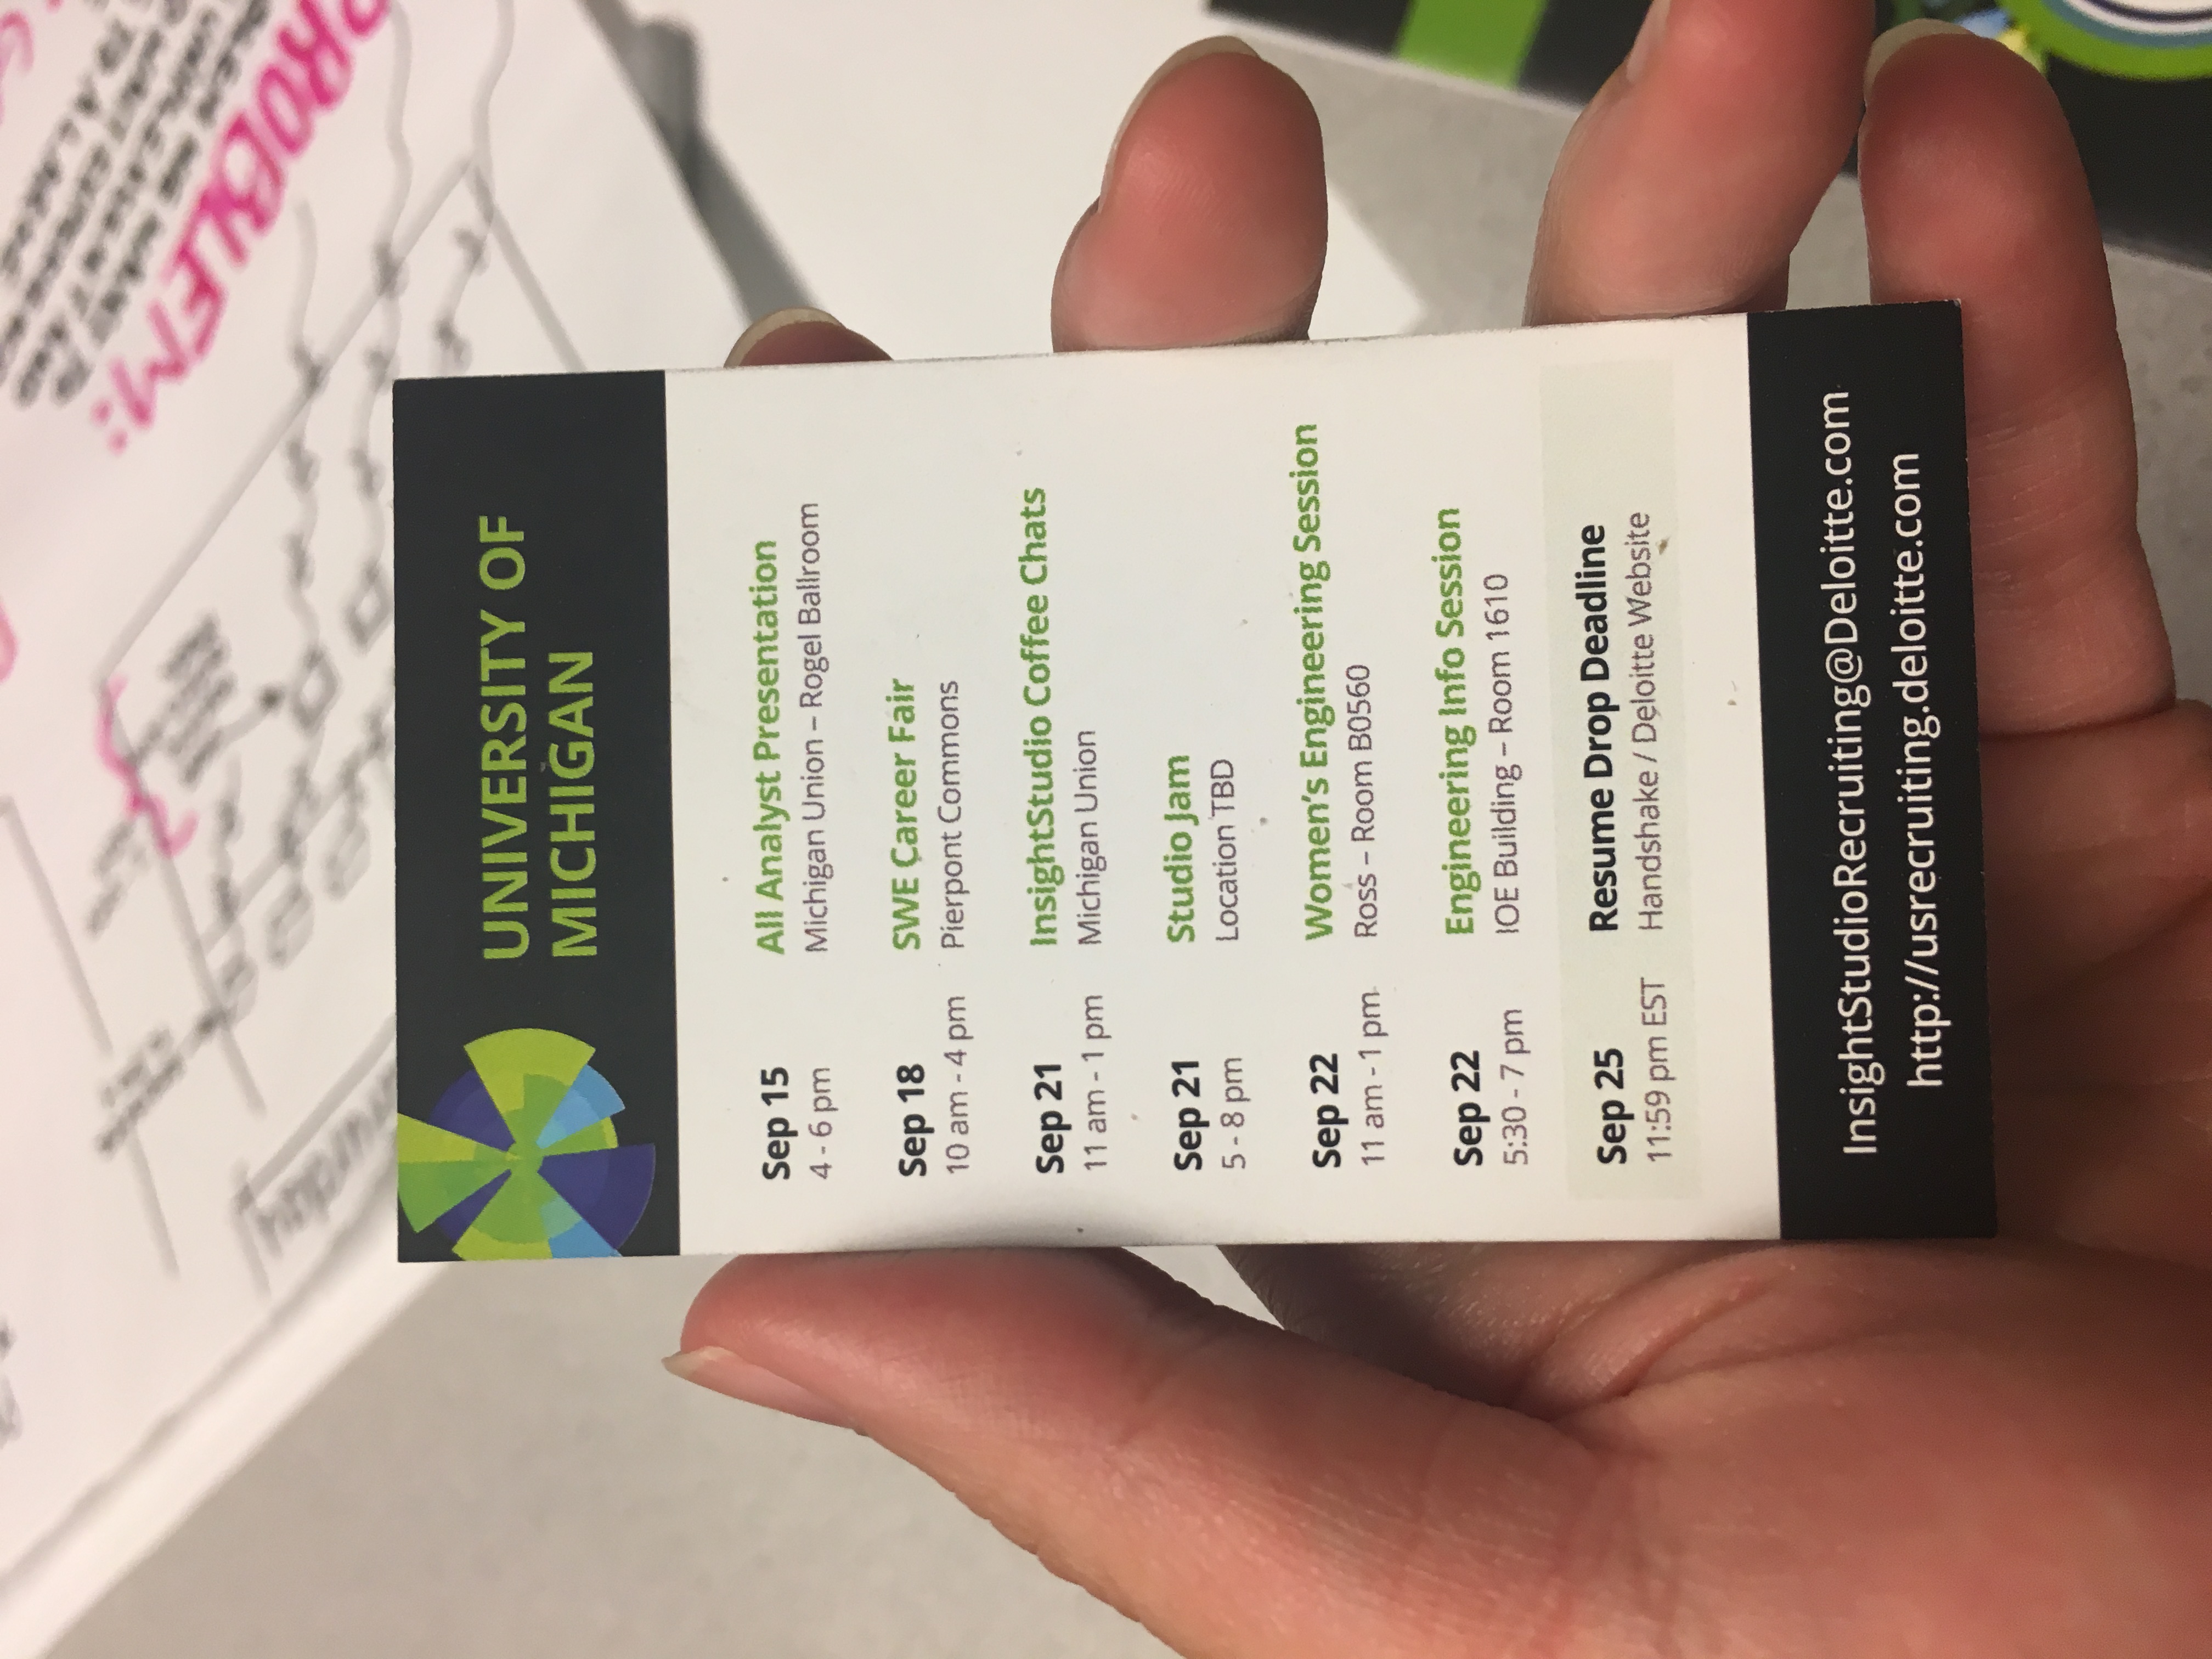 PROBLEM:
UNIVERSITY OF
MICHIGAN
Sep 15 All Analyst Presentation
4 - 6 pm Michigan Union – Rogel Ballroom
Sep 18 SWE Career Fair
10 am - 4 pm Pierpont Commons
Sep 21 InsightStudio Coffee Chats
11 am - 1 pm Michigan Union
Sep 21 Studio Jam
5 - 8 pm Location TBD
Sep 22 Women's Engineering Session
11 am - 1 pm Ross – Room B0560
Sep 22 Engineering Info Session
5:30 - 7 pm IOE Building – Room 1610
Sep 25 Resume Drop Deadline
11:59 pm EST Handshake / Deloitte Website
InsightStudioRecruiting@Deloitte.com
http://usrecruiting.deloitte.com